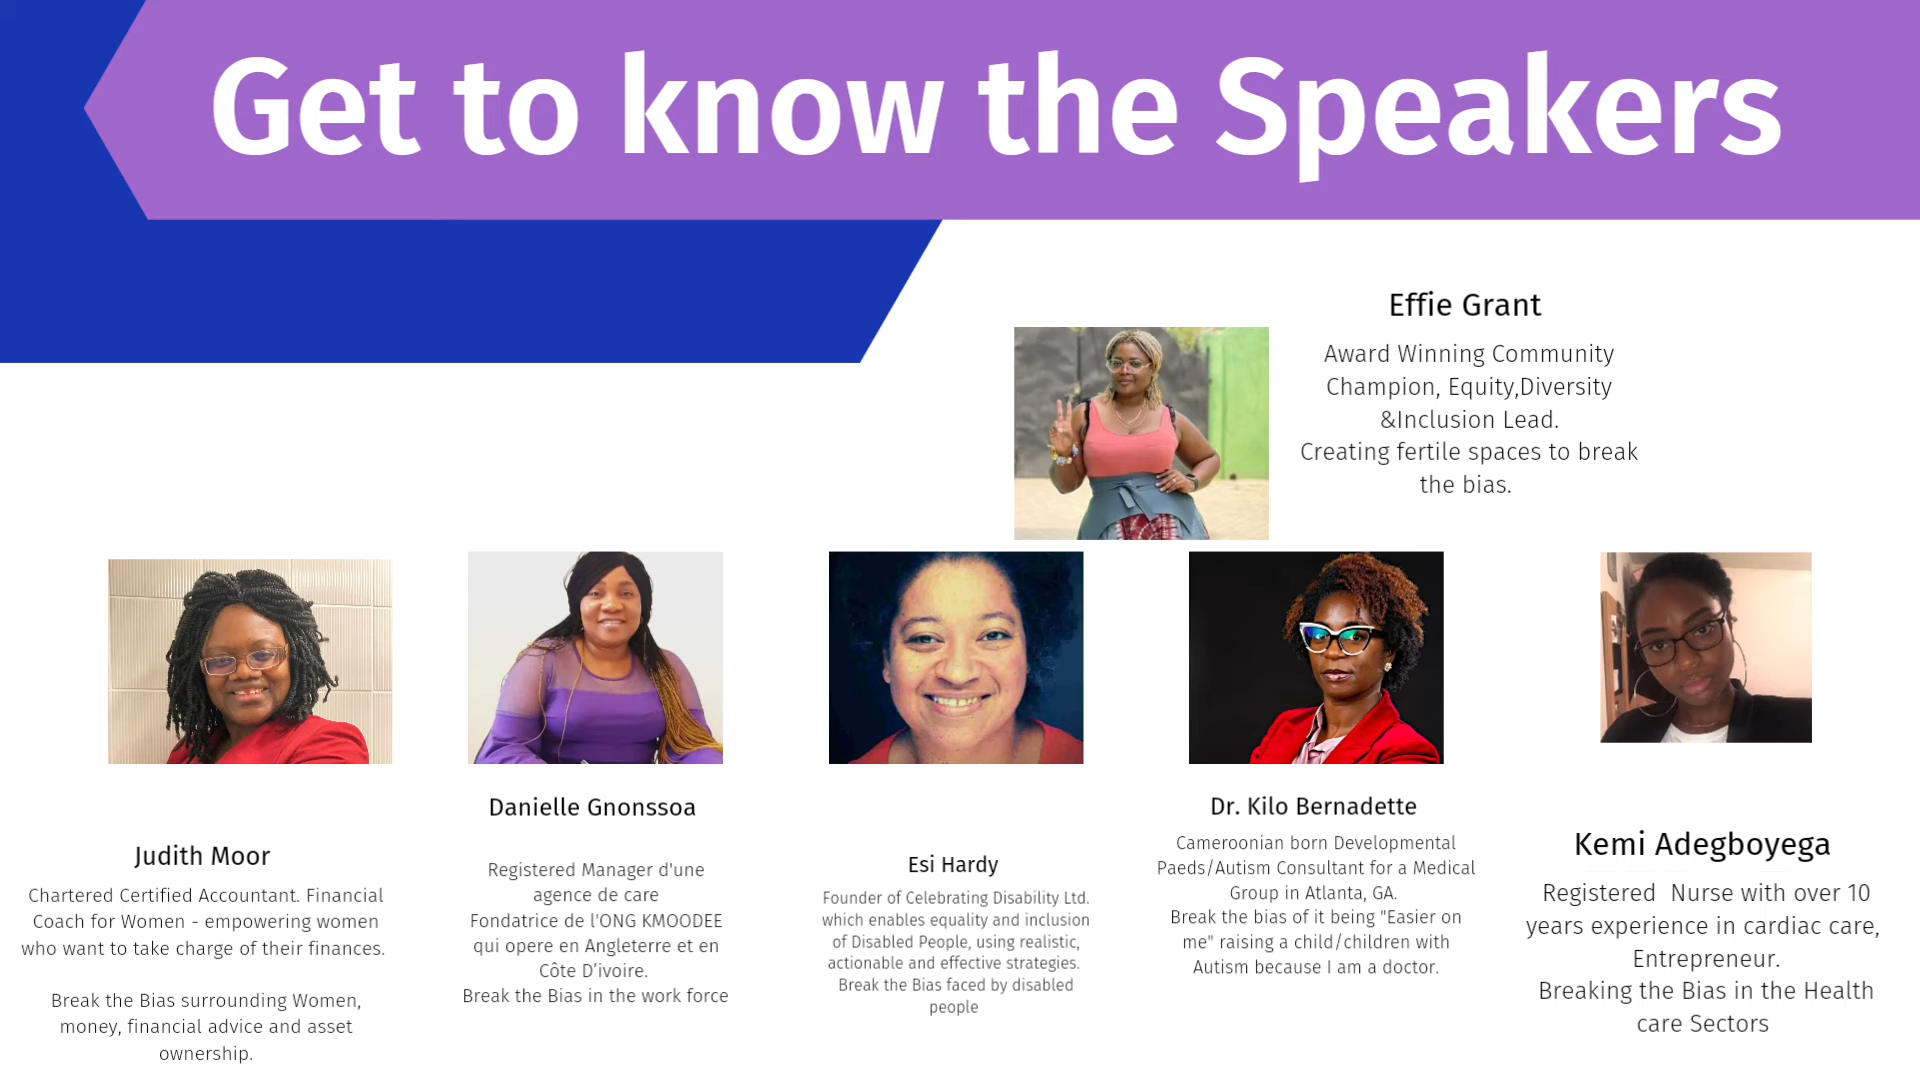 Get to know the Speakers
Effie Grant
Award Winning Community
Champion, Equity,Diversity
&Inclusion Lead.
Creating fertile spaces to break
the bias.
Judith Moor
Chartered Certified Accountant. Financial
Coach for Women - empowering women
who want to take charge of their finances.
Break the Bias surrounding Women,
money, financial advice and asset
ownership.
Danielle Gnonssoa
Registered Manager d'une
agence de care
Fondatrice de l'ONG KMOODEE
qui opere en Angleterre et en
Côte D’ivoire.
Break the Bias in the work force
Esi Hardy
Founder of Celebrating Disability Ltd.
which enables equality and inclusion
of Disabled People, using realistic,
actionable and effective strategies.
Break the Bias faced by disabled
people
Dr. Kilo Bernadette
Cameroonian born Developmental
Paeds/Autism Consultant for a Medical
Group in Atlanta, GA.
Break the bias of it being "Easier on
me" raising a child/children with
Autism because I am a doctor.
Kemi Adegboyega
Registered  Nurse with over 10
years experience in cardiac care,
Entrepreneur.
Breaking the Bias in the Health
care Sectors